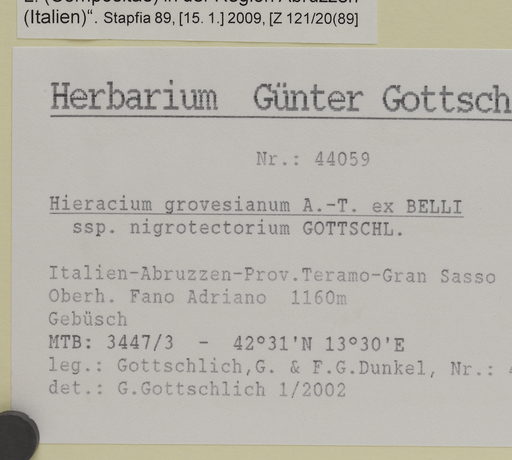 (Italien)“. Stapfia 89, [15. 1.] 2009, [Z 121/20(89]
Herbarium Günter Gottsch
Nr.: 44059
Hieracium grovesianum A.-T. ex BELLI
ssp. nigrotectorium GOTTSCHL.
Italien-Abruzzen-Prov.Teramo-Gran Sasso
Oberh. Fano Adriano 1160m
Gebüsch
MTB: 3447/3 - 42°31'N 13°30'E
leg.: Gottschlich,G. & F.G.Dunkel, Nr.:
det.: G.Gottschlich 1/2002